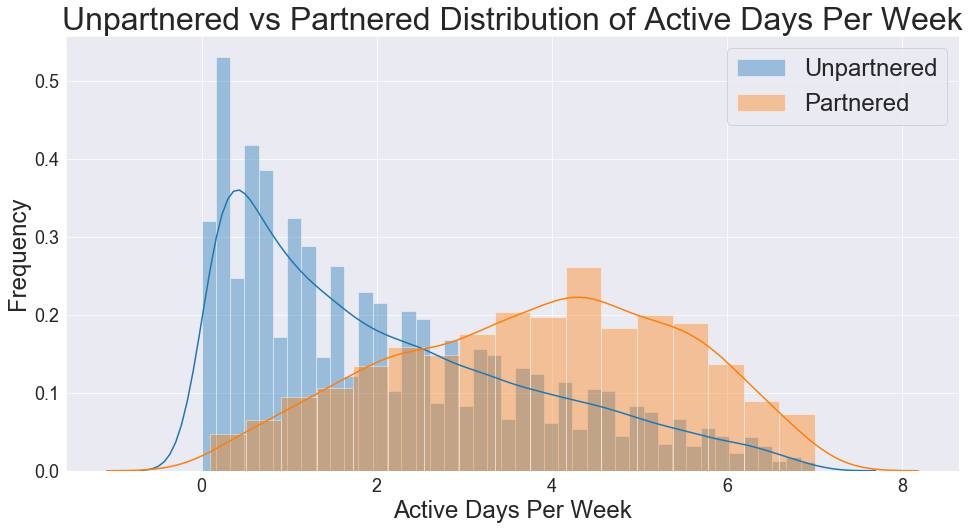 Unpartnered vs Partnered Distribution of Active Days Per Week
Unpartnered
Partnered
Frequency
0.5
0.4
0.3
0.2
0.1
0.0
0 2 4 6 8
Active Days Per Week